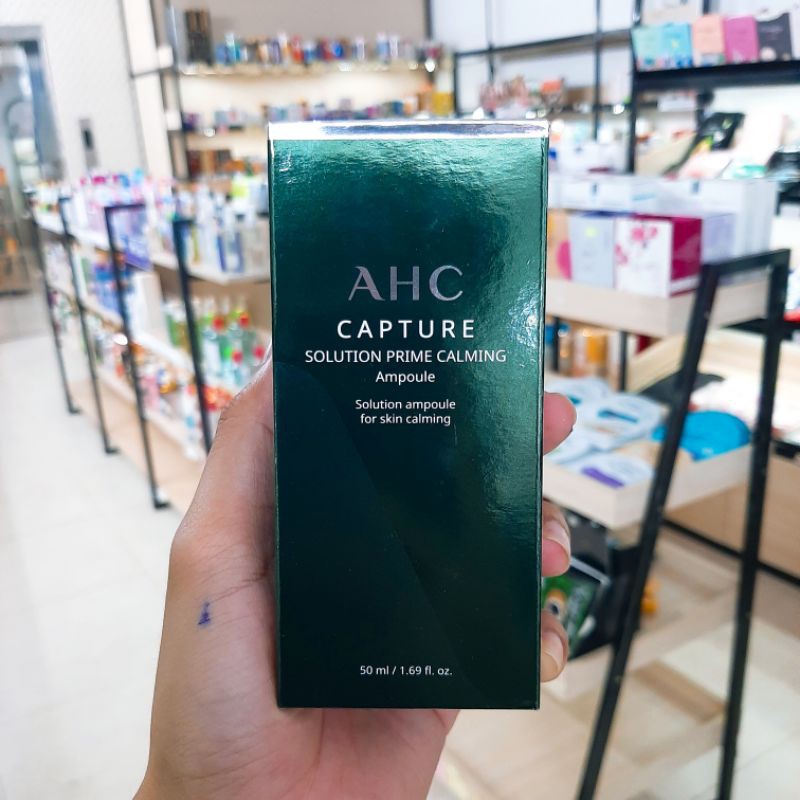 AHC
CAPTURE
SOLUTION PRIME CALMING
Ampoule
Solution ampoule
for skin calming
50 ml / 1.69 fl. oz.